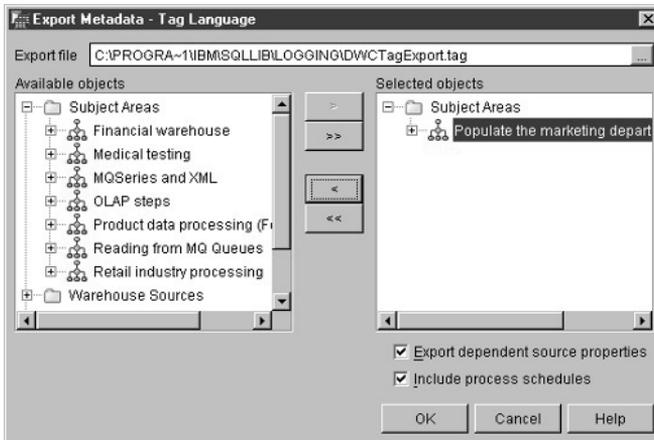 Export Metadata - Tag Language
Export file C:\PROGRA~1\IBM\SQLLIB\LOGGING\DWCTagExport.tag ...
Available objects
Subject Areas
Financial warehouse
Medical testing
MQSeries and XML
OLAP steps
Product data processing (F
Reading from MQ Queues
Retail industry processing
Warehouse Sources
>
>>
<
<<
Selected objects
Subject Areas
Populate the marketing depart
Export dependent source properties
Include process schedules
OK Cancel Help